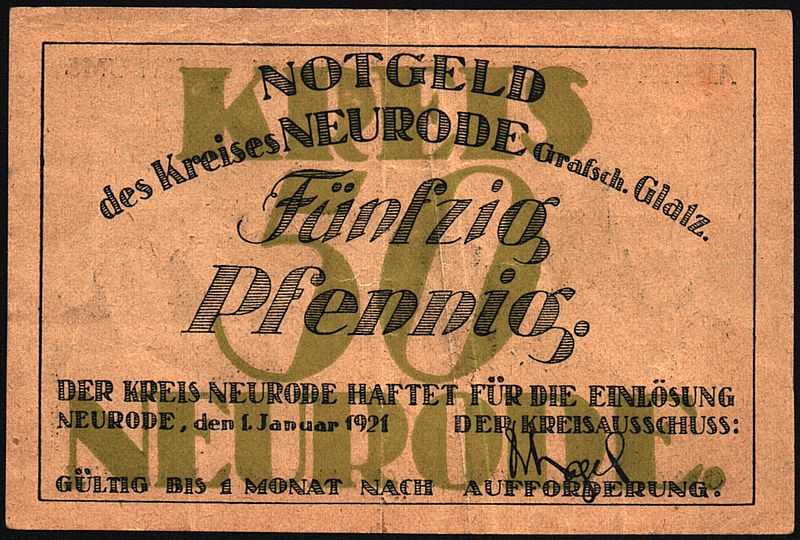 KREIS
NOTGELD
des Kreises NEURODE Grafsch. Glatz.
50
Fünfzig
Pfennig.
DER KREIS NEURODE HAFTET FÜR DIE EINLÖSUNG
NEURODE, den 1. Januar 1921 DER KREISAUSSCHUSS:
NEURODE.
GÜLTIG BIS 1 MONAT NACH AUFFORDERUNG.